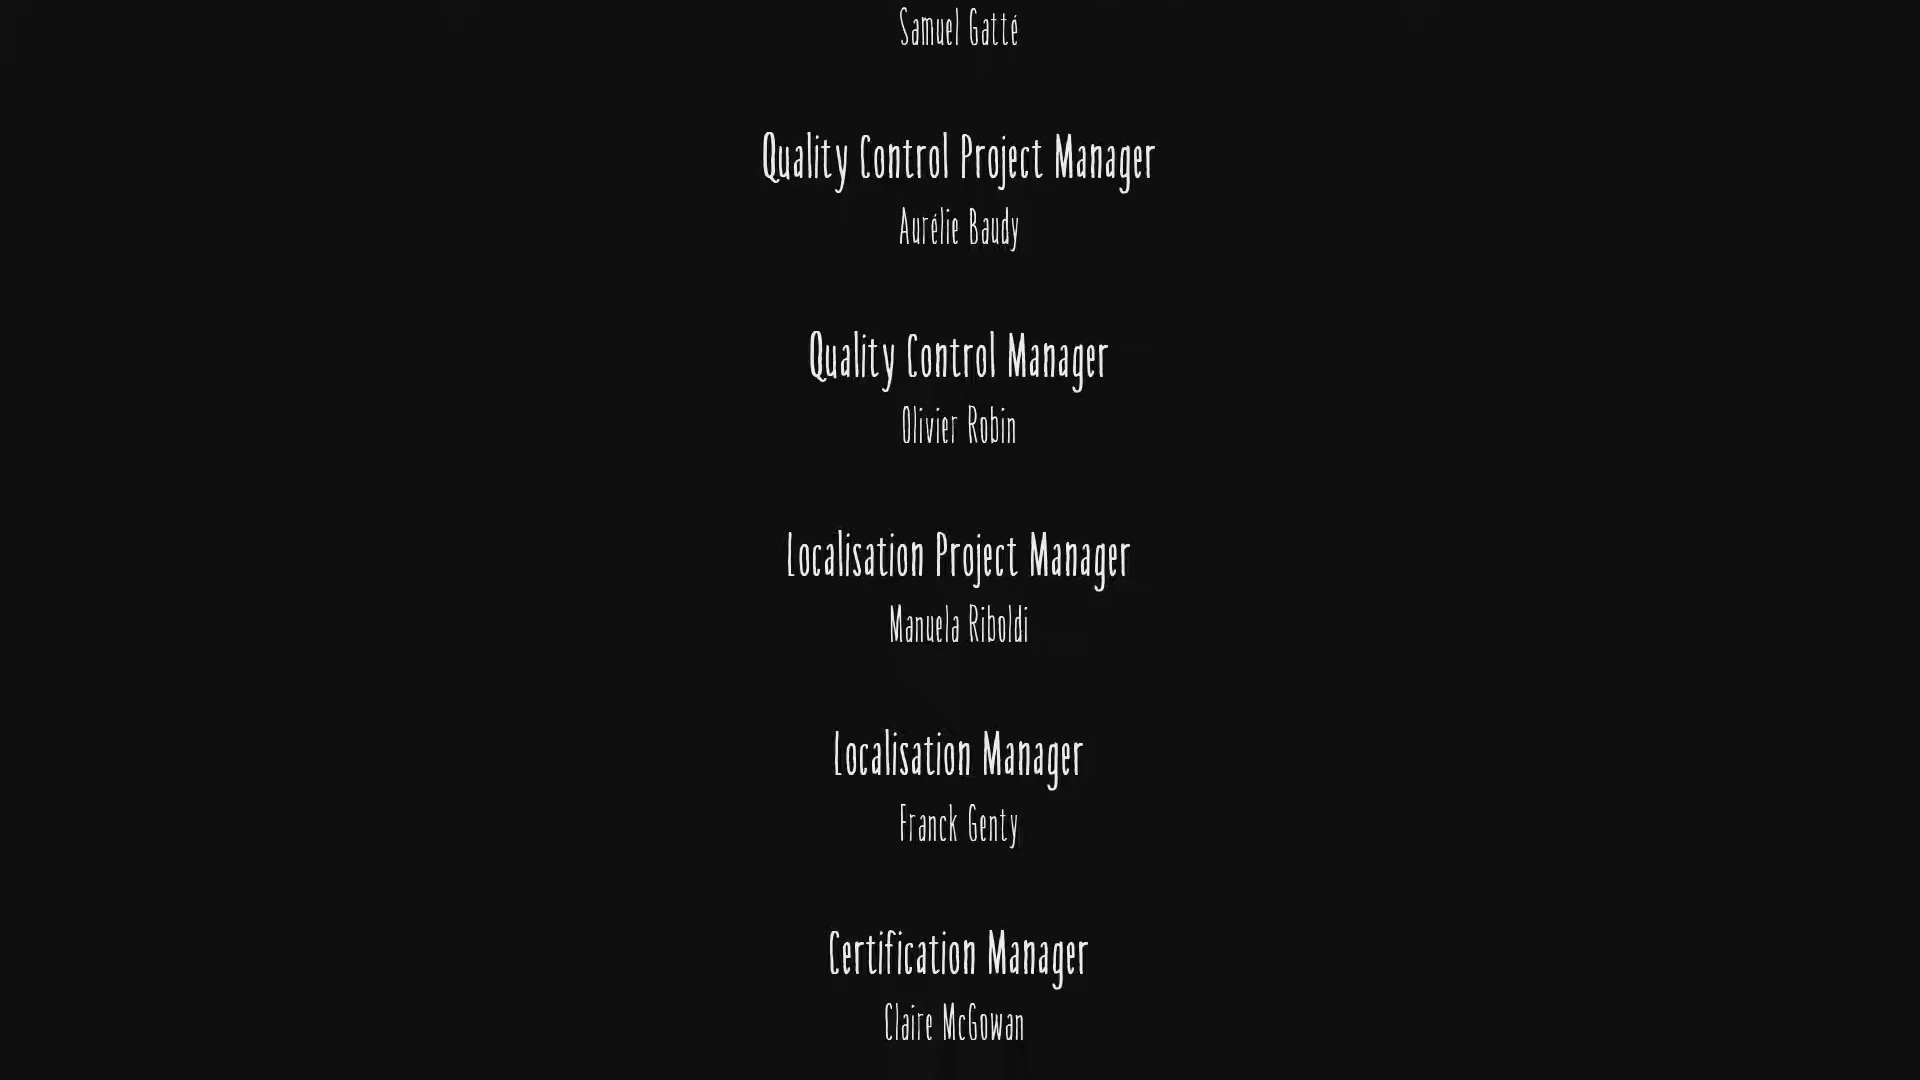 Samuel Gatté
Quality Control Project Manager
Aurélie Baudy
Quality Control Manager
Olivier Robin
Localisation Project Manager
Manuela Riboldi
Localisation Manager
Franck Genty
Certification Manager
Claire McGowan